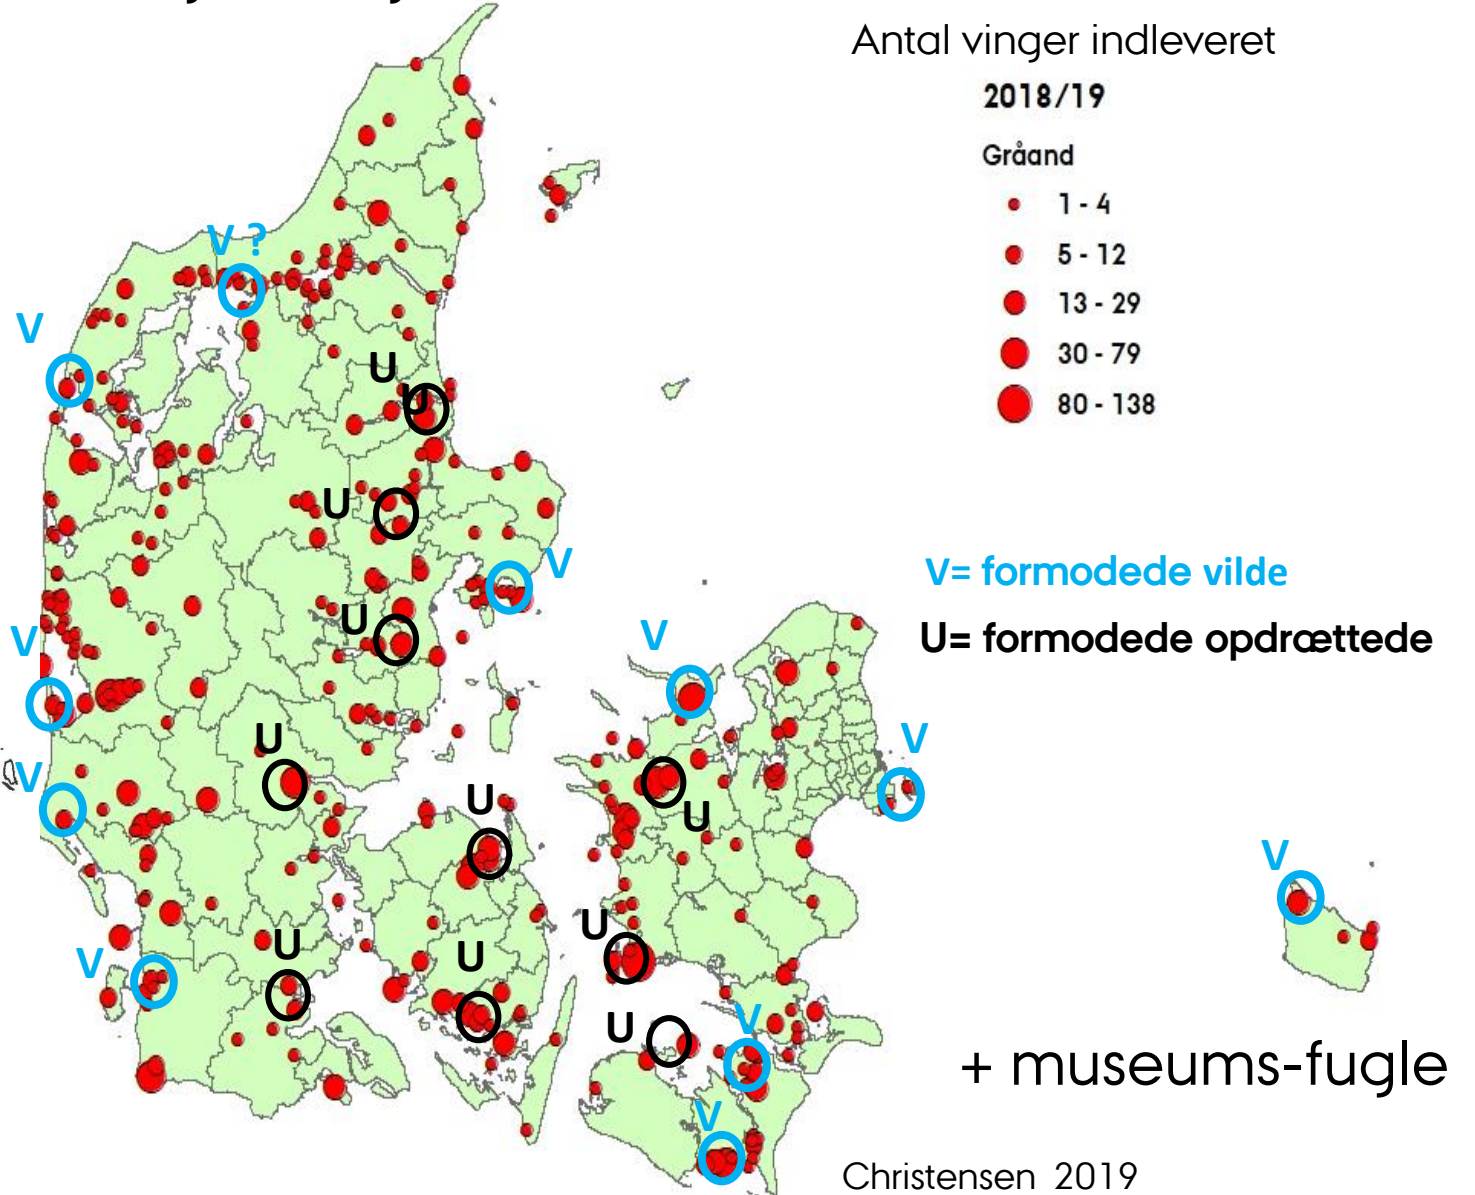 Antal vinger indleveret
2018/19
Gråand
1 - 4
5 - 12
13 - 29
30 - 79
80 - 138
V ?
V
U
U
U
V
V= formodede vilde
U= formodede opdrættede
U
V
V
U
V
V
U
U
V
U
U
V
U
U
V
U
V
+ museums-fugle
Christensen 2019